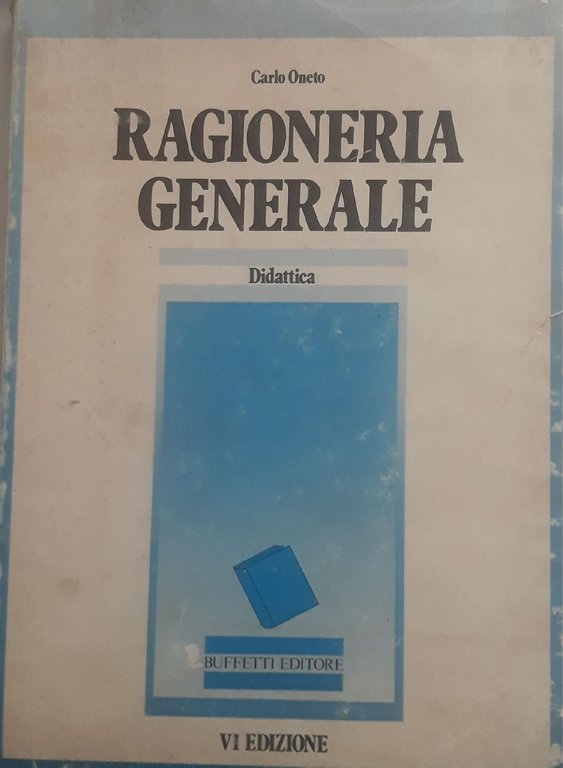 Carlo Oneto
RAGIONERIA
GENERALE
Didattica
BUFFETTI EDITORE
VI EDIZIONE